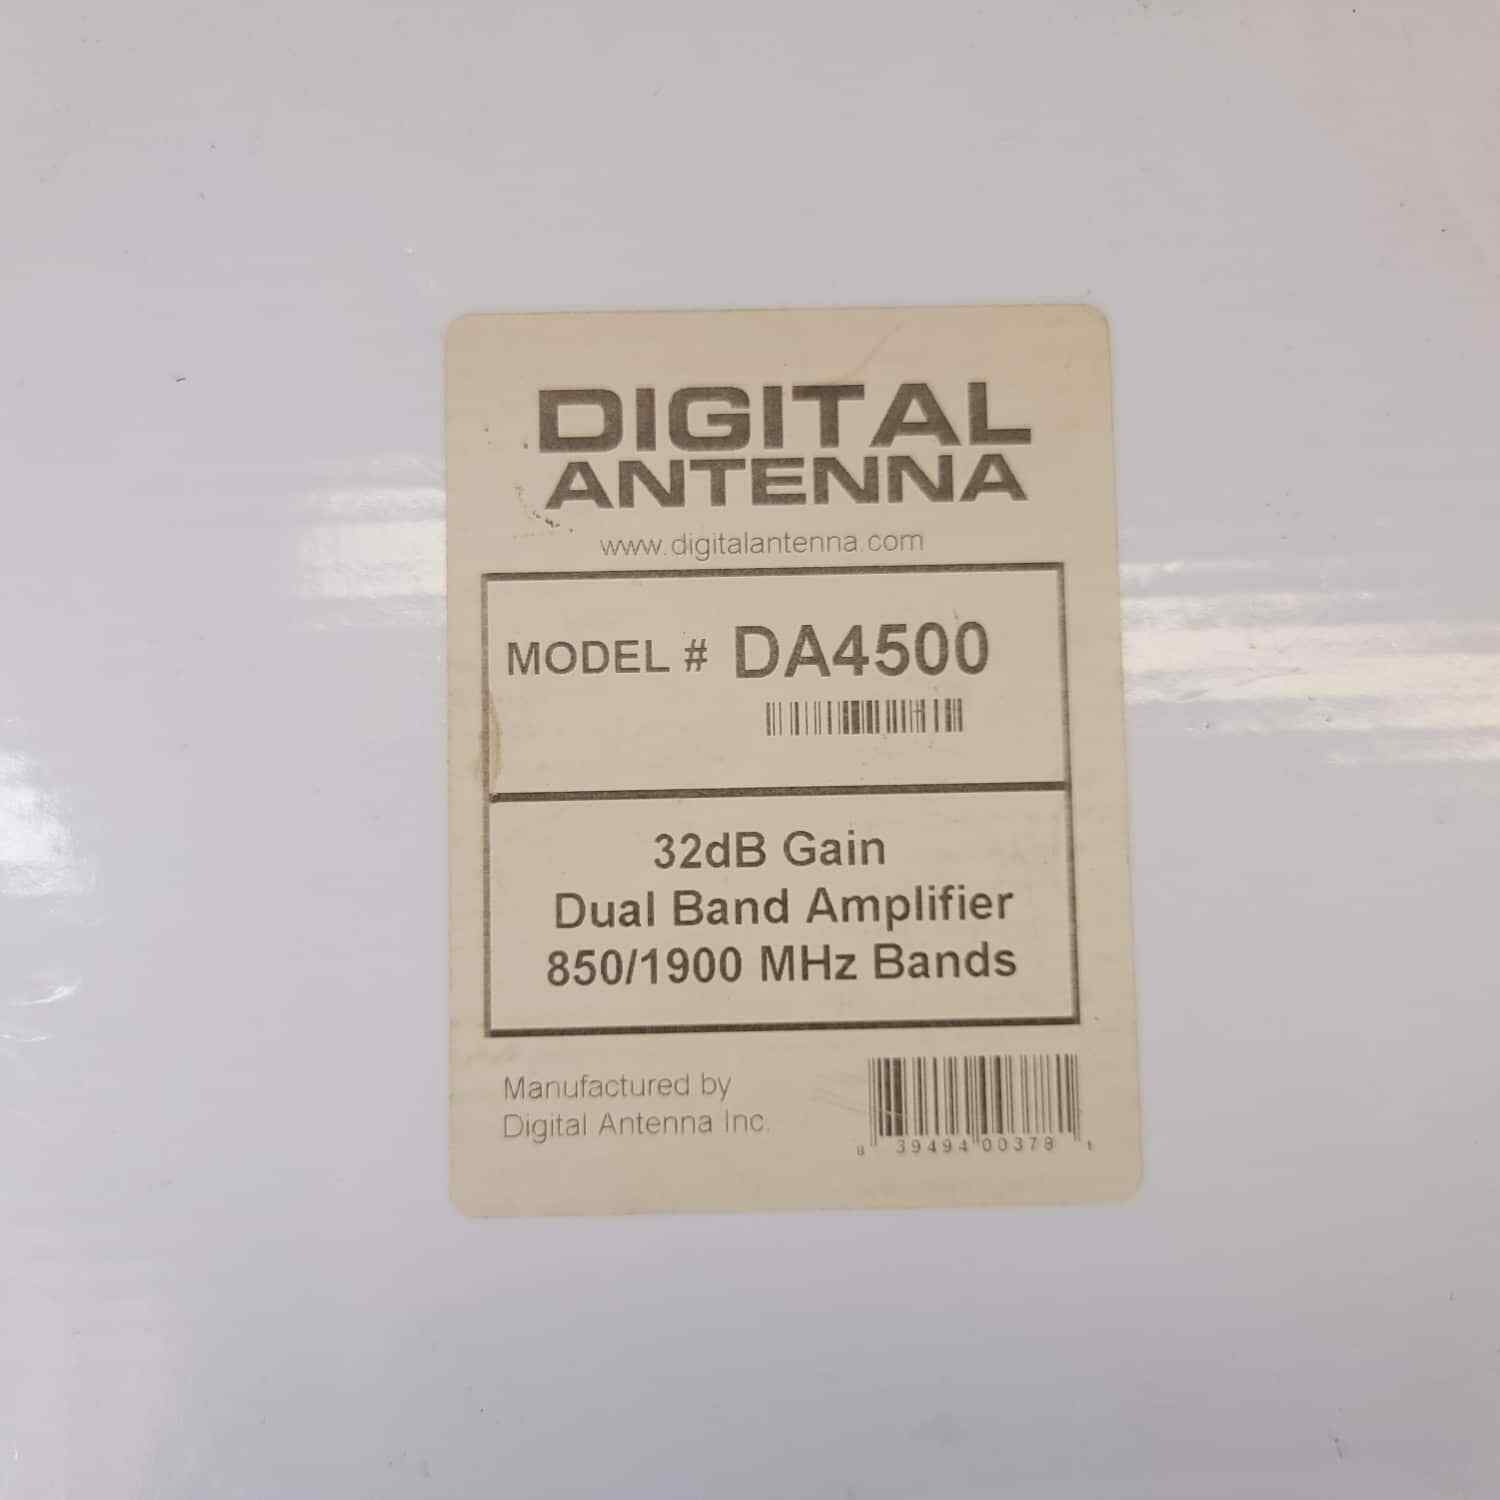 DIGITAL
ANTENNA
www.digitalantenna.com
MODEL # DA4500
32dB Gain
Dual Band Amplifier
850/1900 MHz Bands
Manufactured by
Digital Antenna Inc.
8 39494 00378 1